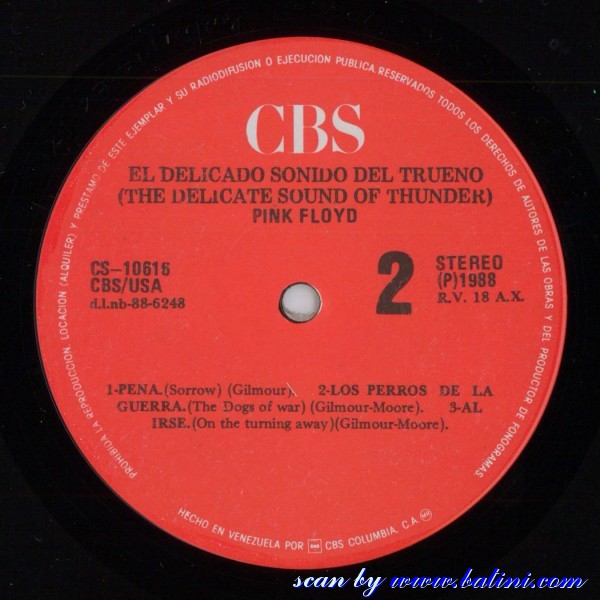 PROHIBIDA LA REPRODUCCION, LOCACION (ALQUILER) Y PRESTAMO DE ESTE EJEMPLAR Y SU RADIODIFUSION O EJECUCION PUBLICA. RESERVADOS TODOS LOS DERECHOS DE AUTORES DE LAS OBRAS Y DEL PRODUCTOR DE FONOGRAMAS.
CBS
EL DELICADO SONIDO DEL TRUENO
(THE DELICATE SOUND OF THUNDER)
PINK FLOYD
CS-10616
CBS/USA
d.l.nb-88-6248
2
STEREO
(P)1988
R.V. 18 A.X.
1-PENA.(Sorrow) (Gilmour). 2-LOS PERROS DE LA
GUERRA.(The Dogs of war) (Gilmour-Moore). 3-AL
IRSE.(On the turning away)(Gilmour-Moore).
HECHO EN VENEZUELA POR CBS COLUMBIA, C.A.
scan by www.batini.com